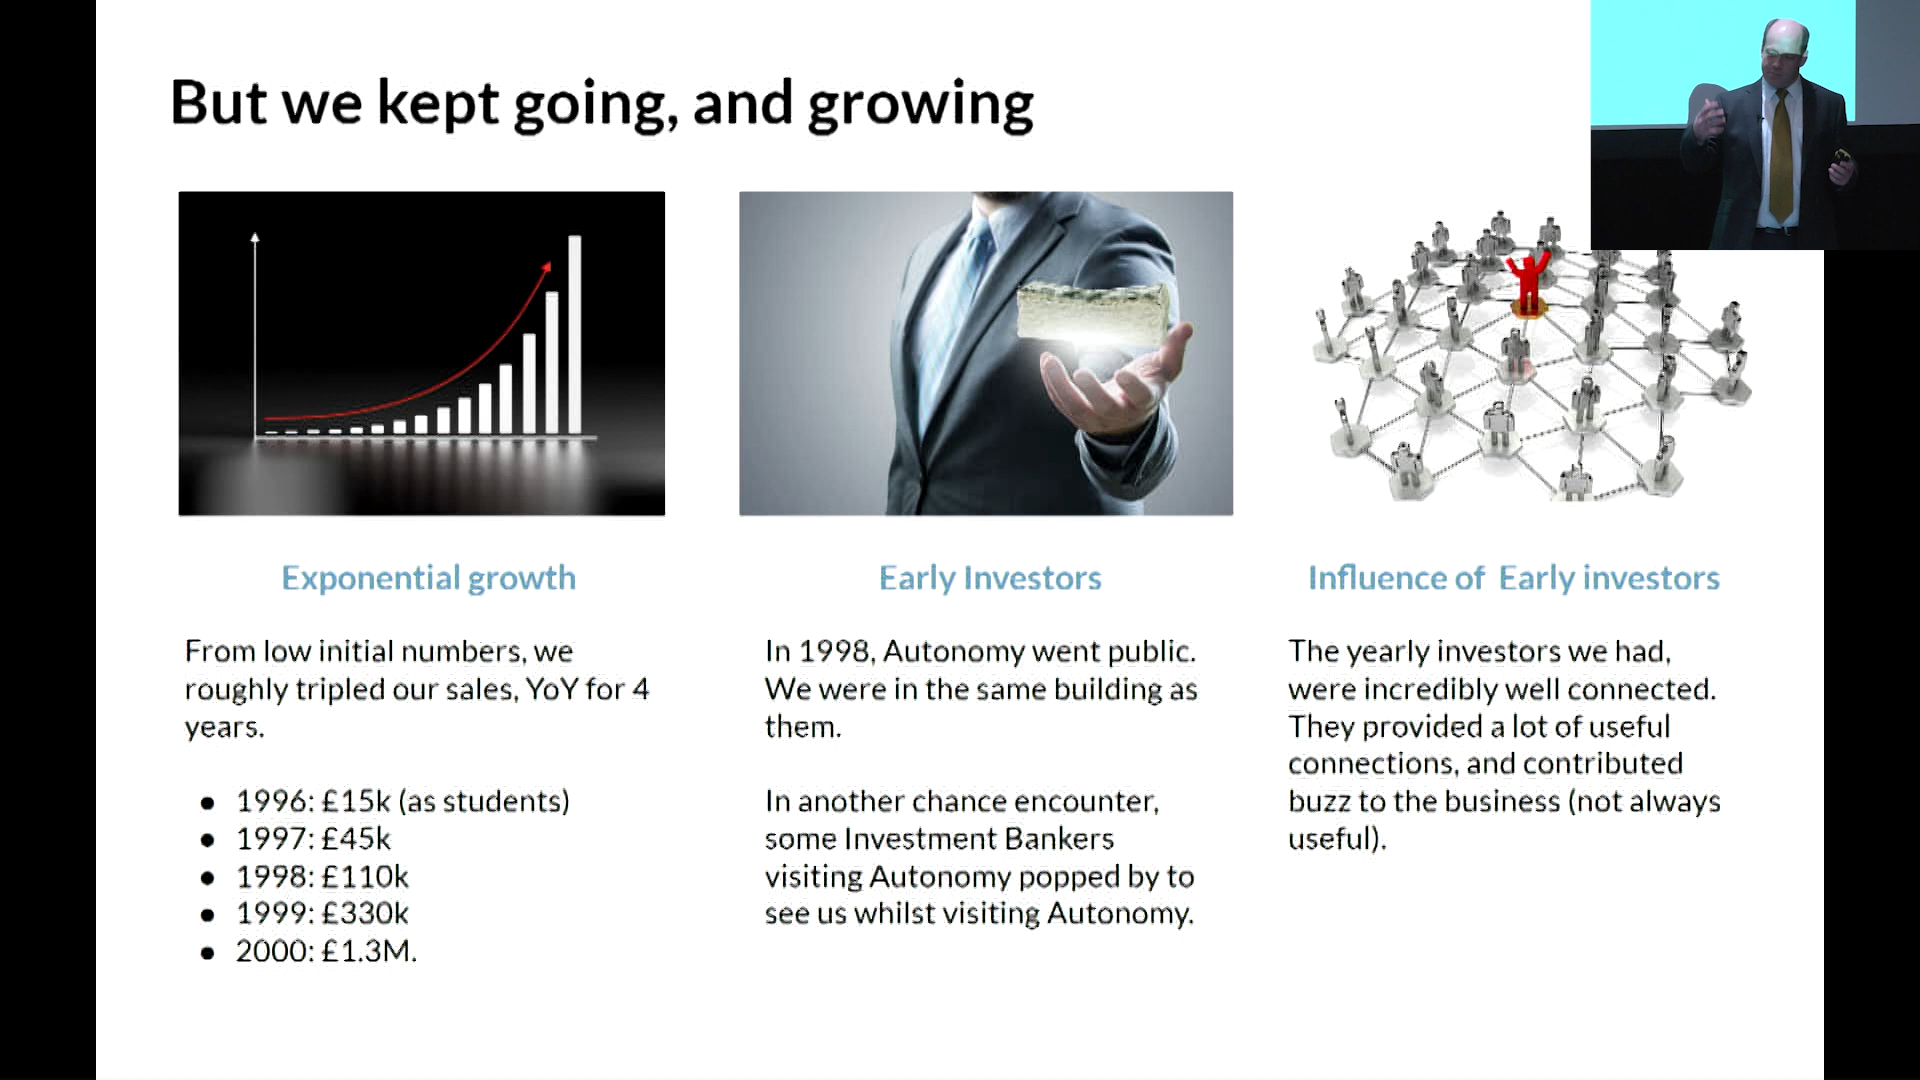 But we kept going, and growing
Exponential growth
From low initial numbers, we
roughly tripled our sales, YoY for 4
years.
● 1996: £15k (as students)
● 1997: £45k
● 1998: £110k
● 1999: £330k
● 2000: £1.3M.
Early Investors
In 1998, Autonomy went public.
We were in the same building as
them.
In another chance encounter,
some Investment Bankers
visiting Autonomy popped by to
see us whilst visiting Autonomy.
Influence of Early investors
The yearly investors we had,
were incredibly well connected.
They provided a lot of useful
connections, and contributed
buzz to the business (not always
useful).